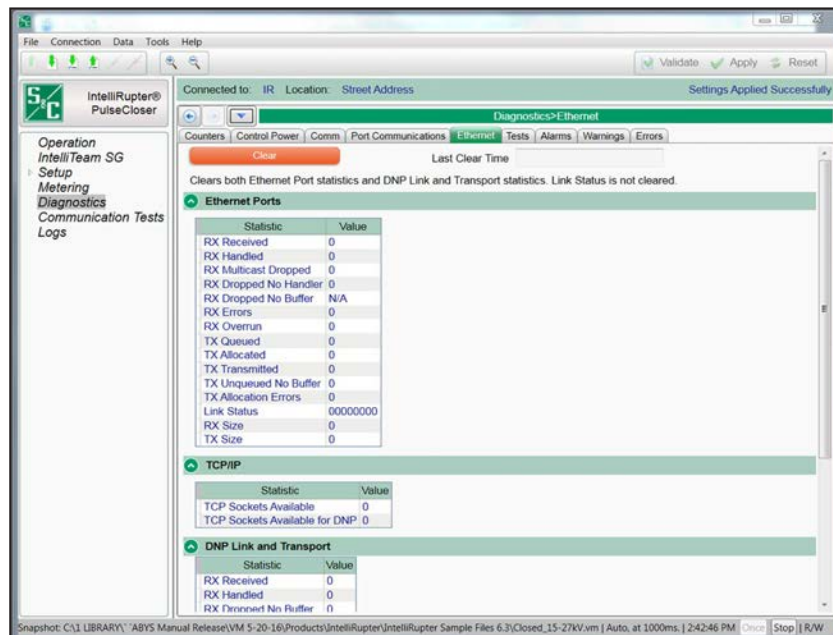 File Connection Data Tools Help
Validate Apply Reset
S&C
IntelliRupter®
PulseCloser
Connected to: IR Location: Street Address Settings Applied Successfully
Diagnostics>Ethernet
Counters Control Power Comm Port Communications Ethernet Tests Alarms Warnings Errors
Operation
IntelliTeam SG
Setup
Metering
Diagnostics
Communication Tests
Logs
Clear Last Clear Time
Clears both Ethernet Port statistics and DNP Link and Transport statistics. Link Status is not cleared.
Ethernet Ports
Statistic Value
RX Received 0
RX Handled 0
RX Multicast Dropped 0
RX Dropped No Handler 0
RX Dropped No Buffer N/A
RX Errors 0
RX Overrun 0
TX Queued 0
TX Allocated 0
TX Transmitted 0
TX Unqueued No Buffer 0
TX Allocation Errors 0
Link Status 00000000
RX Size 0
TX Size 0
TCP/IP
Statistic Value
TCP Sockets Available 0
TCP Sockets Available for DNP 0
DNP Link and Transport
Statistic Value
RX Received 0
RX Handled 0
RX Dropped No Buffer 0
Snapshot: C:\1 LIBRARY\``ABYS Manual Release\VM 5-20-16\Products\IntelliRupter\IntelliRupter Sample Files 6.3\Closed_15-27kV.vm | Auto, at 1000ms. | 2:42:46 PM Once Stop | R/W